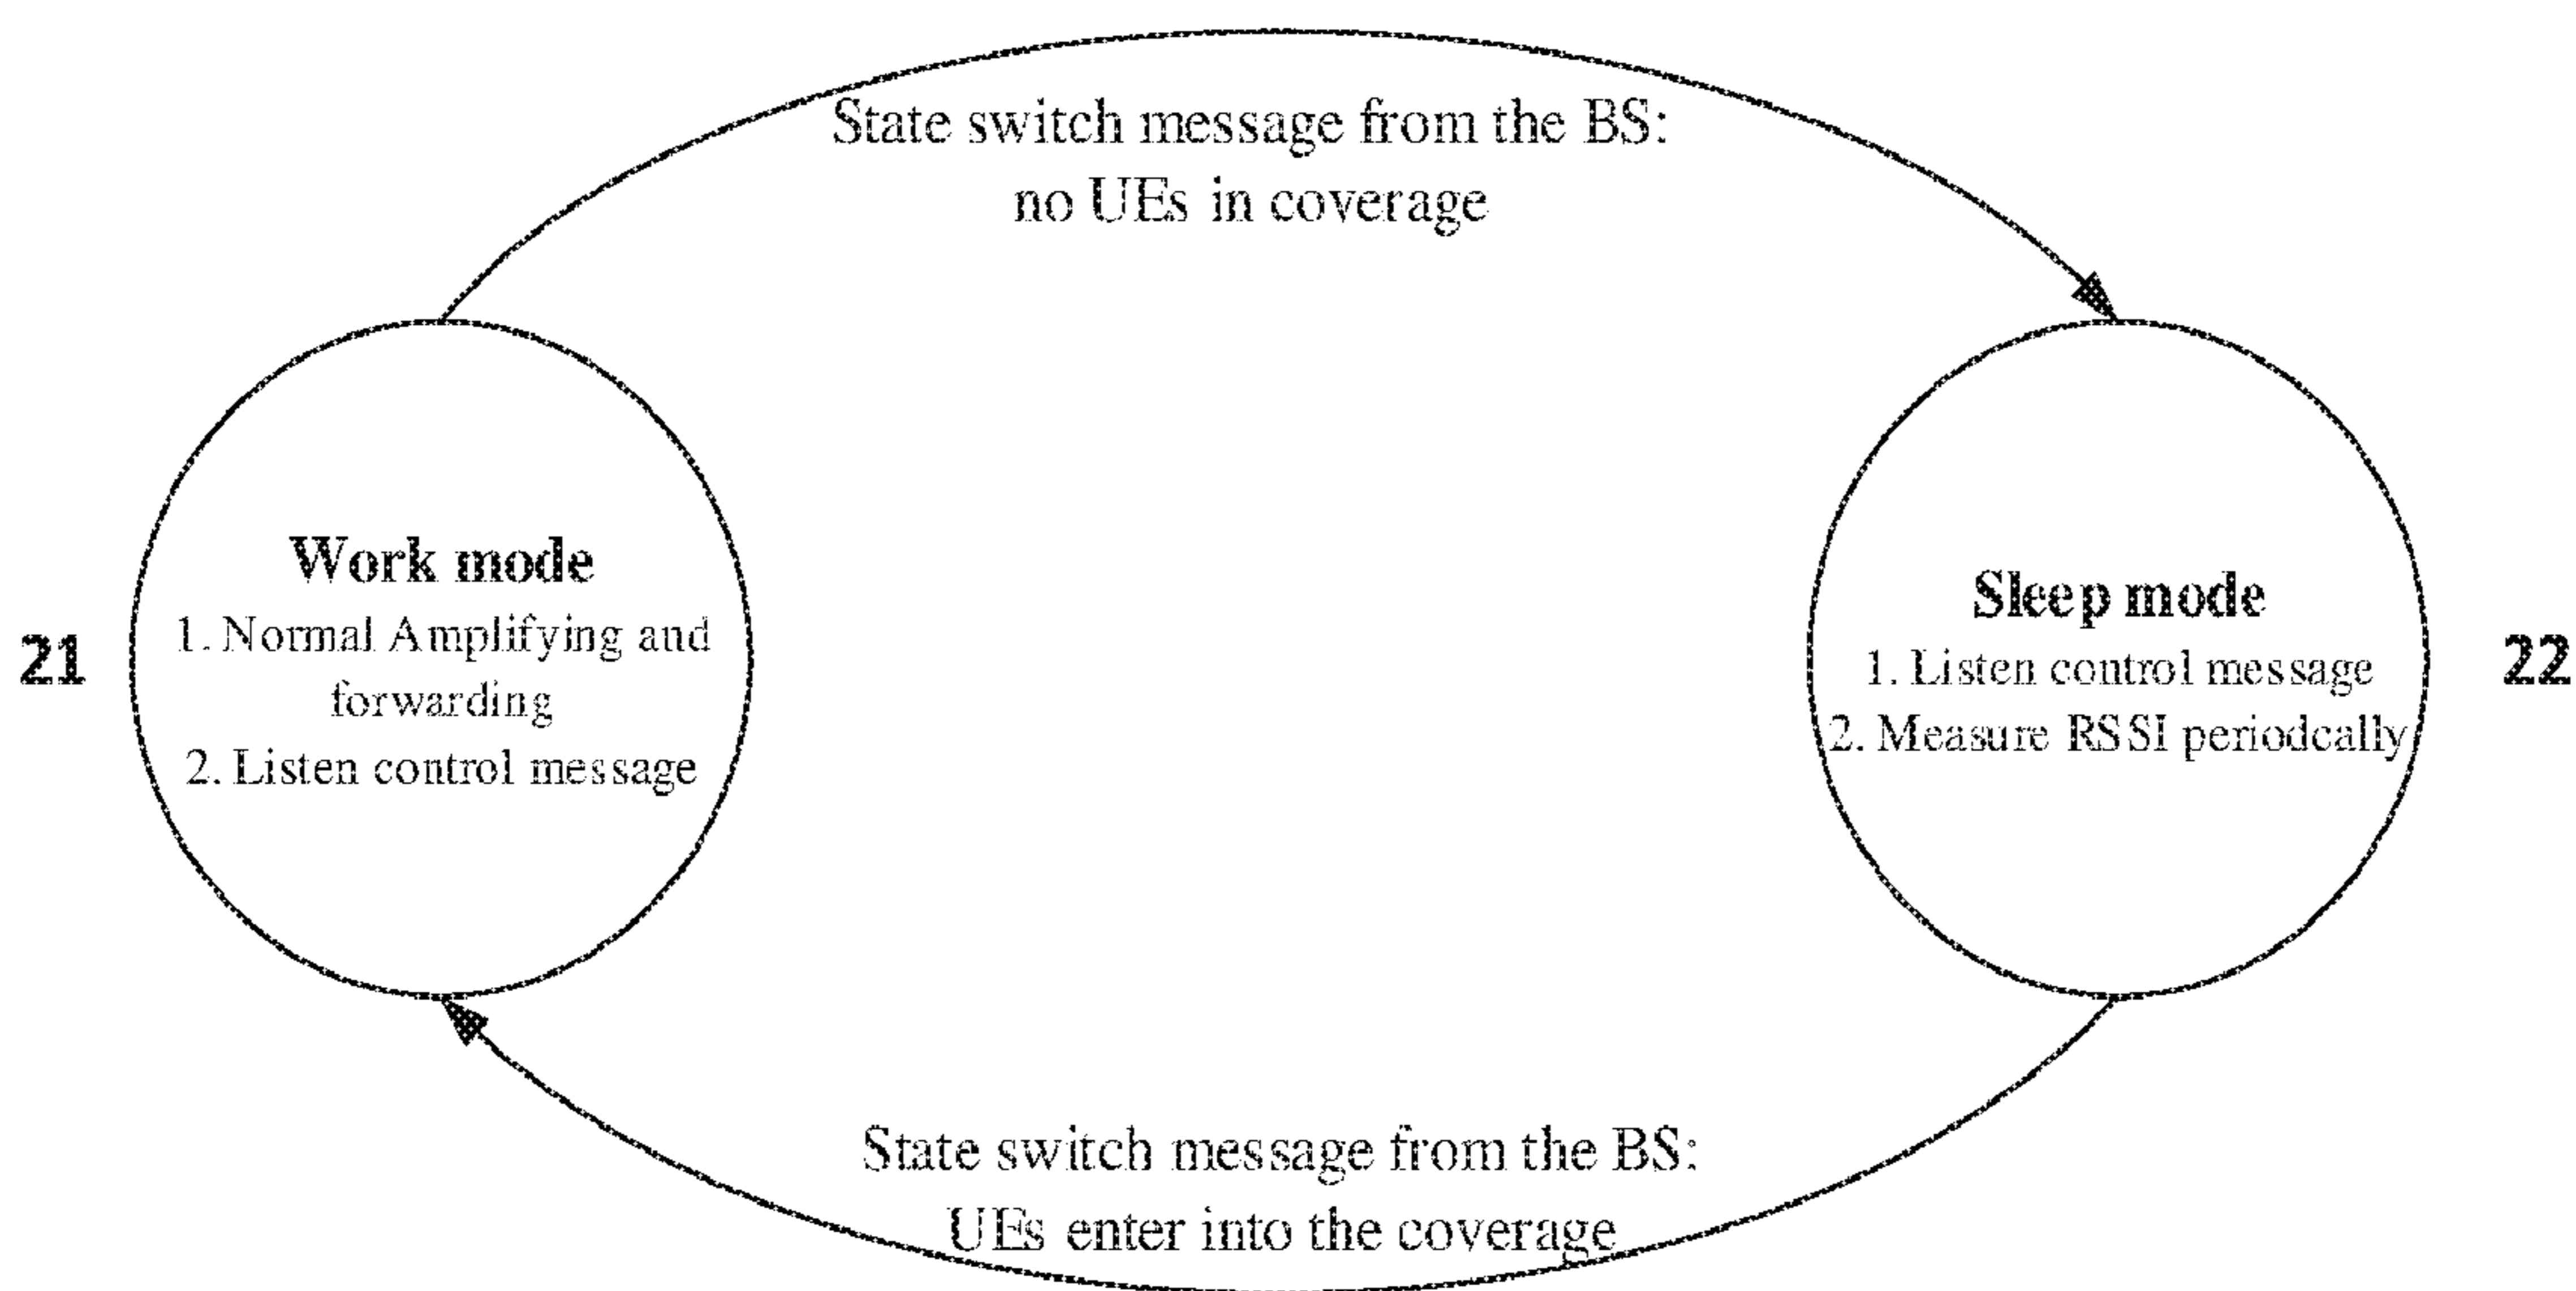 State switch message from the BS:
no UEs in coverage
Work mode
1. Normal Amplifying and
forwarding
2. Listen control message
21
Sleep mode
1. Listen control message
2. Measure RSSI periodcally
22
State switch message from the BS:
UEs enter into the coverage